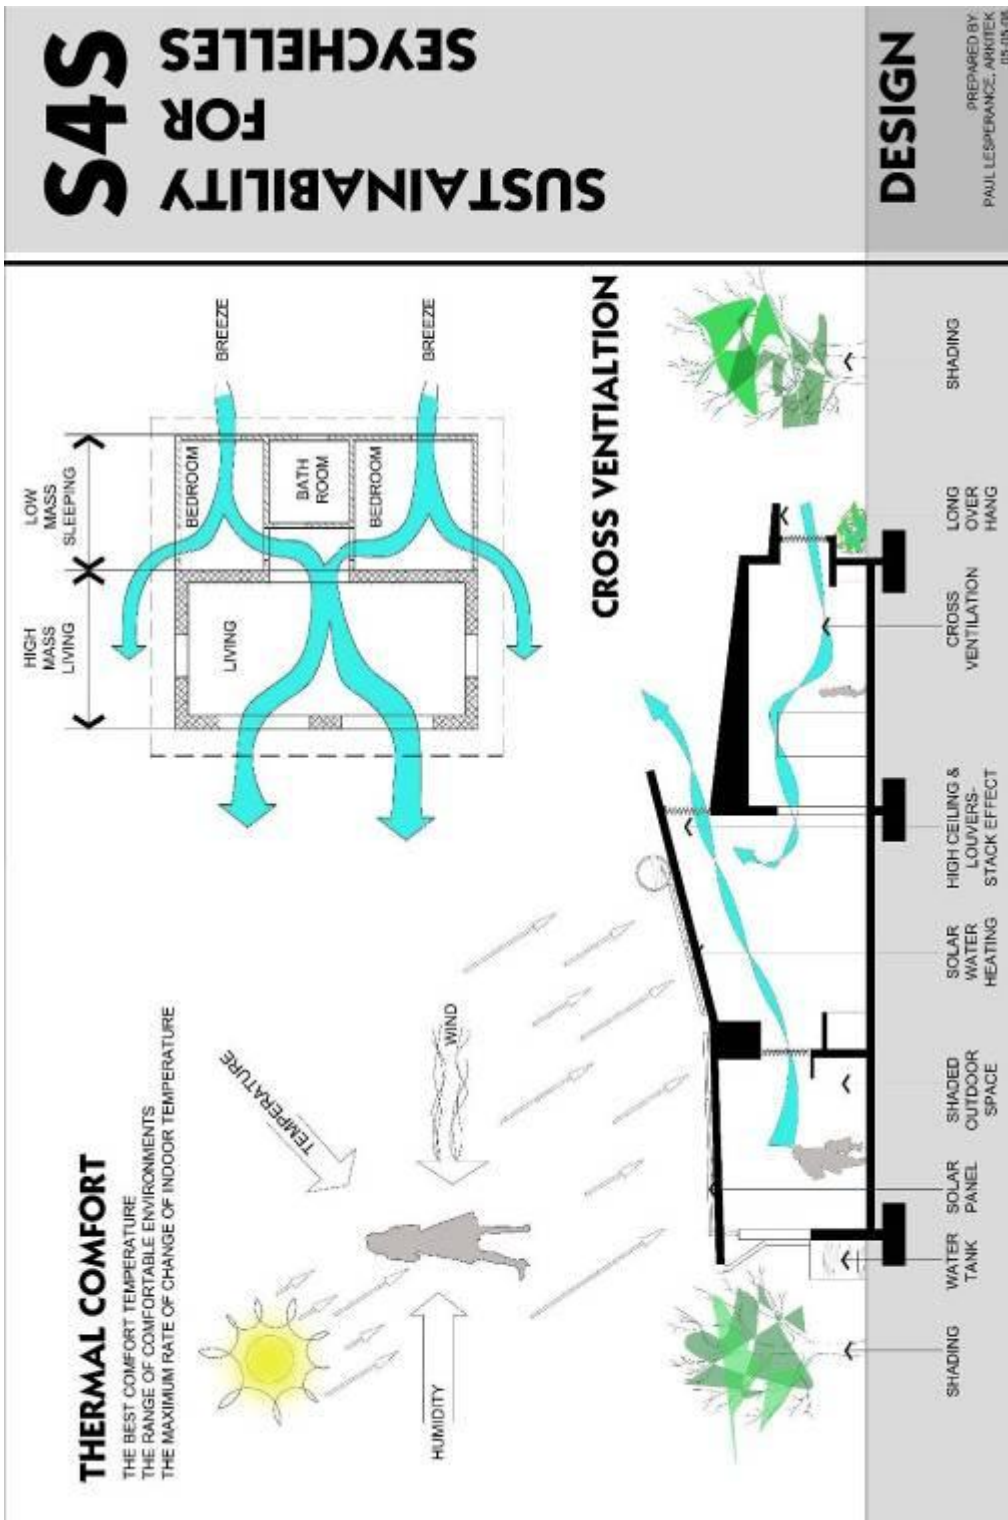 THERMAL COMFORT
THE BEST COMFORT TEMPERATURE
THE RANGE OF COMFORTABLE ENVIRONMENTS
THE MAXIMUM RATE OF CHANGE OF INDOOR TEMPERATURE
TEMPERATURE
HUMIDITY
WIND
HIGH
MASS
LIVING
LOW
MASS
SLEEPING
LIVING
BEDROOM
BATH
ROOM
BEDROOM
BREEZE
BREEZE
CROSS VENTIALTION
S4S
SUSTAINABILITY
FOR
SEYCHELLES
SHADING
WATER
TANK
SOLAR
PANEL
SHADED
OUTDOOR
SPACE
SOLAR
WATER
HEATING
HIGH CEILING &
LOUVERS-
STACK EFFECT
CROSS
VENTILATION
LONG
OVER
HANG
SHADING
DESIGN
PREPARED BY:
PAUL LESPERANCE, ARKITEK